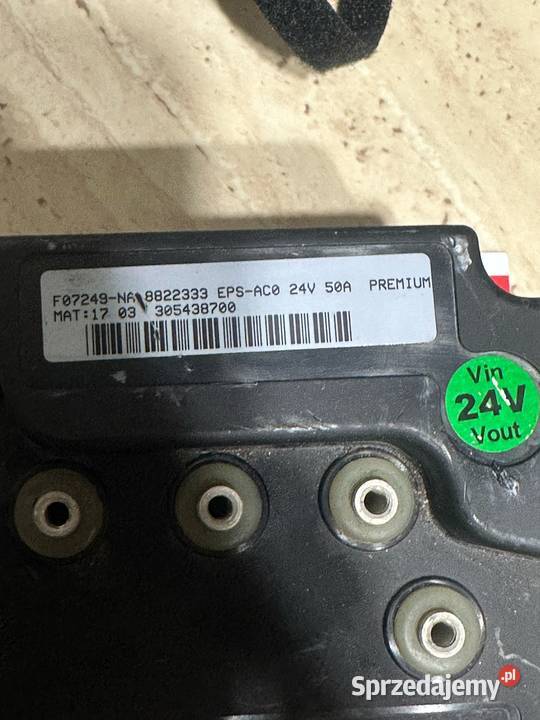 F07249-NA 8822333 EPS-AC0 24V 50A PREMIUM
MAT:17 03 305438700
Vin
24V
Vout
Sprzedajemy.pl